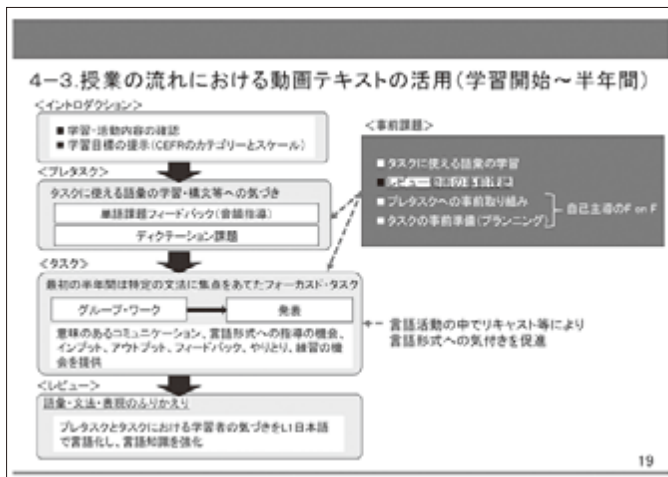 4−3.授業の流れにおける動画テキストの活用(学習開始～半年間)
<イントロダクション>
■ 学習・活動内容の確認
■ 学習目標の提示(CEFRのカテゴリーとスケール)
<プレタスク>
タスクに使える語彙の学習・構文等への気づき
単語課題フィードバック(音韻指導)
ディクテーション課題
<タスク>
最初の半年間は特定の文法に焦点をあてたフォーカスド・タスク
グループ・ワーク
発表
意味のあるコミュニケーション、言語形式への指導の機会、
インプット、アウトプット、フィードバック、やりとり、練習の機
会を提供
<レビュー>
語彙・文法・表現のふりかえり
プレタスクとタスクにおける学習者の気づきをL1日本語
で言語化し、言語知識を強化
<事前課題>
■ タスクに使える語彙の学習
■ レビュー動画の事前
■ プレタスクへの事前取り組み
■ タスクの事前準備(プランニング)
自己主導のF on F
言語活動の中でリキャスト等により
言語形式への気付きを促進
19